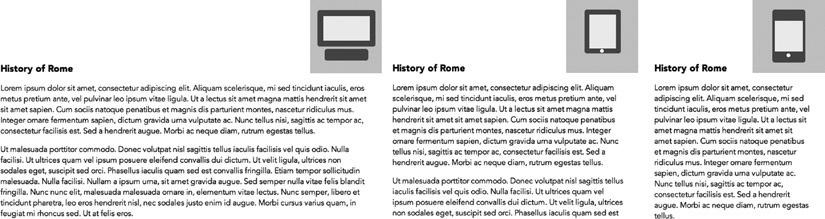 History of Rome
Lorem ipsum dolor sit amet, consectetur adipiscing elit. Aliquam scelerisque, mi sed tincidunt iaculis, eros
metus pretium ante, vel pulvinar leo ipsum vitae ligula. Ut a lectus sit amet magna mattis hendrerit sit sit
amet sit amet sapien. Cum sociis natoque penatibus et magnis dis parturient montes, nascetur ridiculus mus.
Integer ornare fermentum sapien, dictum gravida urna vulputate ac. Nunc tellus nisi, sagittis ac tempor ac,
consectetur facilisis est. Sed a hendrerit augue. Morbi ac neque diam, rutrum egestas tellus.
Ut malesuada porttitor commodo. Donec volutpat nisl sagittis tellus iaculis facilisis vel quis odio. Nulla
facilisi. Ut ultrices quam vel ipsum posuere eleifend convallis dui dictum. Ut velit ligula, ultrices non
sodales eget, suscipit sed orci. Phasellus iaculis quam sed est convallis fringilla. Etiam tempor sollicitudin
malesuada. Nulla facilisi. Nullam a ipsum urna, sit amet gravida augue. Sed semper nulla vitae felis blandit
fringilla. Nunc nunc elit, mollis id ornare in, elementum vitae lectus. Nunc semper, libero et
tincidunt pharetra, leo eros hendrerit nisl, nec sodales justo enim id augue. Morbi cursus varius quam, in
feugiat mi rhoncus sed. Ut at felis eros.
History of Rome
Lorem ipsum dolor sit amet, consectetur adipiscing elit. Aliquam
scelerisque, mi sed tincidunt iaculis, eros metus pretium ante, vel
pulvinar leo ipsum vitae ligula. Ut a lectus sit amet magna mattis
hendrerit sit amet sit amet sapien. Cum sociis natoque penatibus
et magnis dis parturient montes, nascetur ridiculus mus. Integer
ornare fermentum sapien, dictum gravida urna vulputate ac. Nunc
tellus nisi, sagittis ac tempor ac, consectetur facilisis est. Sed a
hendrerit augue. Morbi ac neque diam, rutrum egestas tellus.
Ut malesuada porttitor commodo. Donec volutpat nisl sagittis tellus
iaculis facilisis vel quis odio. Nulla facilisi. Ut ultrices quam vel
ipsum posuere eleifend convallis dui dictum. Ut velit ligula, ultrices
non sodales eget, suscipit sed orci. Phasellus iaculis quam sed est
History of Rome
Lorem ipsum dolor sit amet, consectetur
adipiscing elit. Aliquam scelerisque, mi
sed tincidunt iaculis, eros metus pretium
ante, vel pulvinar leo ipsum vitae ligula.
Ut a lectus sit amet magna mattis
hendrerit sit amet sit amet sapien. Cum
sociis natoque penatibus et magnis dis
parturient montes, nascetur ridiculus
mus. Integer ornare fermentum
sapien, dictum gravida urna vulputate ac.
Nunc tellus nisi, sagittis ac tempor ac,
consectetur facilisis est. Sed a hendrerit
augue. Morbi ac neque diam, rutrum egestas
tellus.